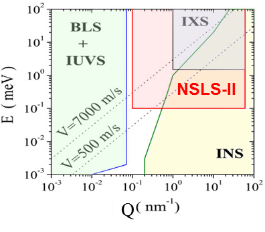 E (meV)
10²
10¹
10⁰
10⁻¹
10⁻²
10⁻³
BLS
+
IUVS
IXS
NSLS-II
V=7000 m/s
V=500 m/s
INS
10⁻³ 10⁻² 10⁻¹ 10⁰ 10¹
Q (nm⁻¹)